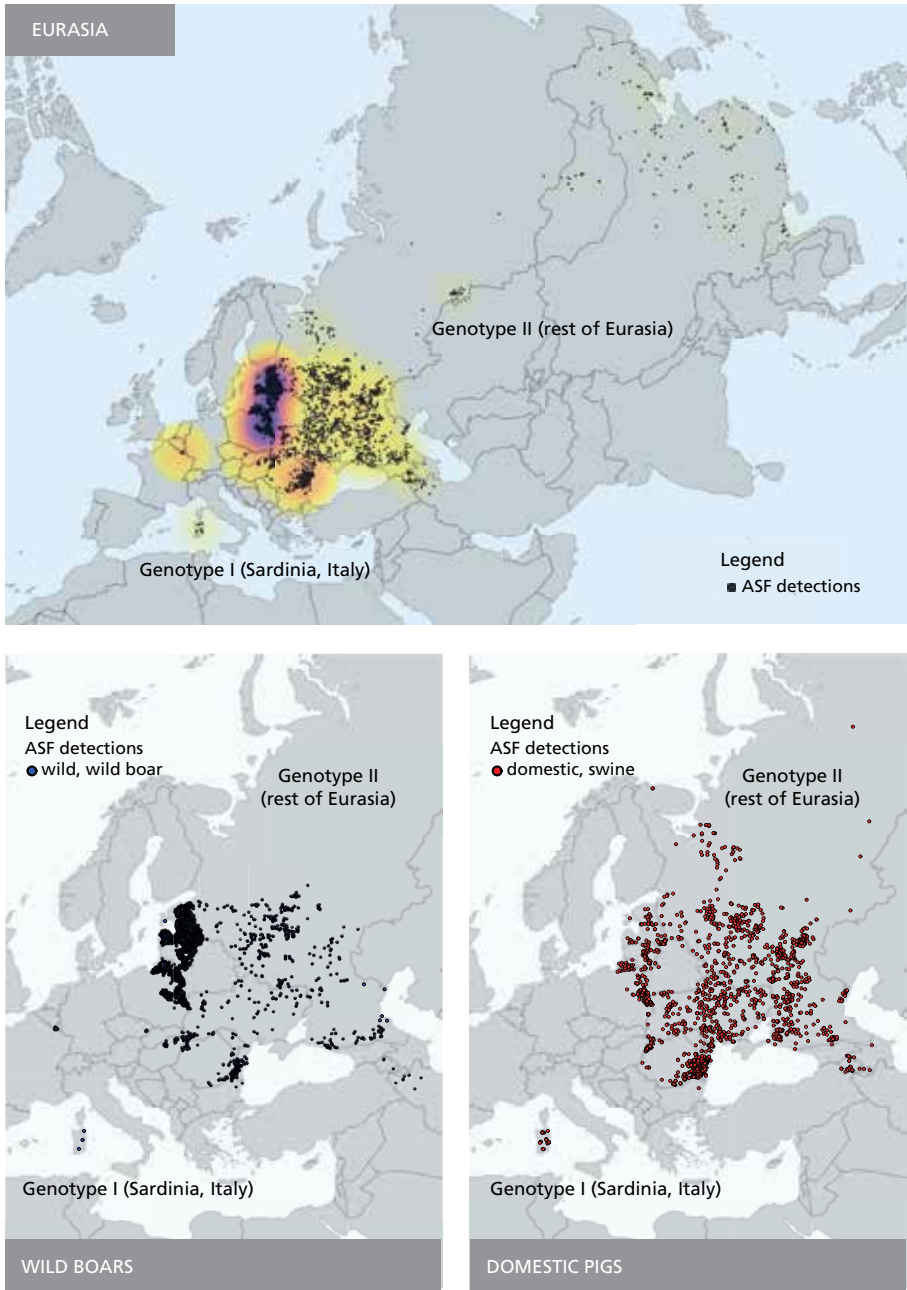 EURASIA
Genotype II (rest of Eurasia)
Genotype I (Sardinia, Italy)
Legend
ASF detections
Legend
ASF detections
wild, wild boar
Genotype II
(rest of Eurasia)
Genotype I (Sardinia, Italy)
WILD BOARS
Legend
ASF detections
domestic, swine
Genotype II
(rest of Eurasia)
Genotype I (Sardinia, Italy)
DOMESTIC PIGS